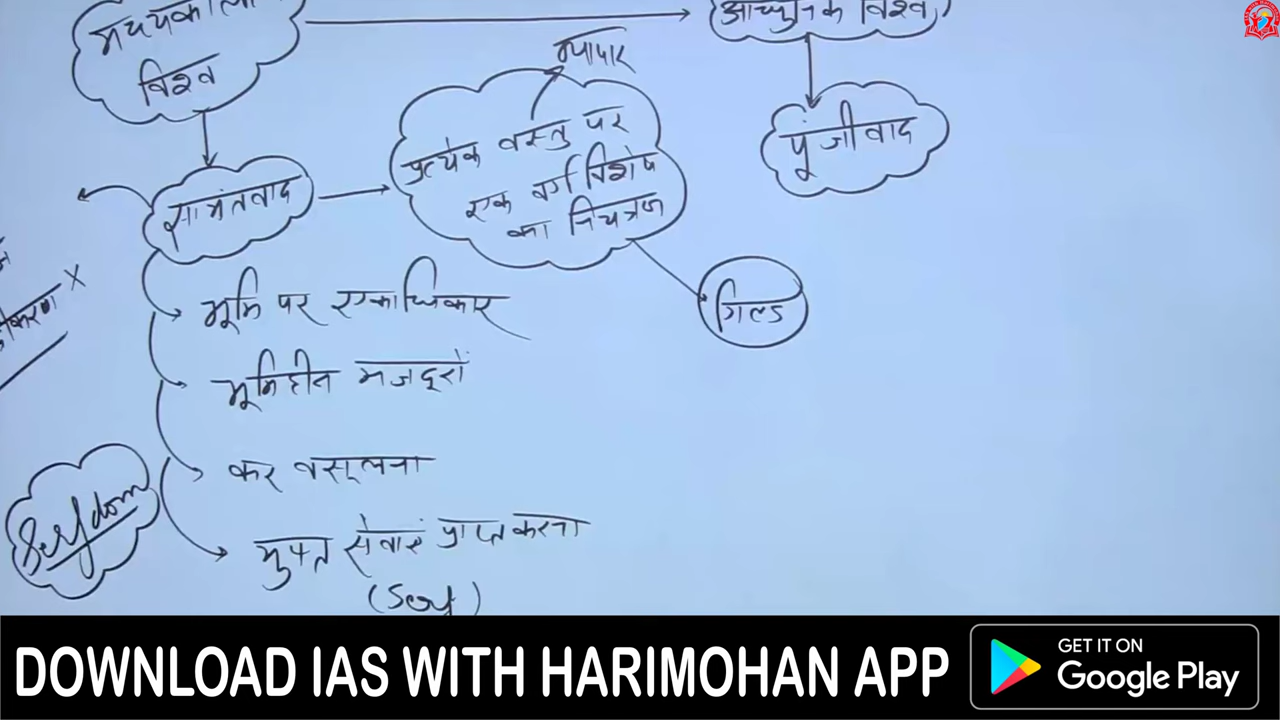 मध्यकाल
विश्व
आधुनिक विश्व
व्यापार
पूंजीवाद
प्रत्येक वस्तु पर
एक वर्ग विशेष
का नियंत्रण
सामंतवाद
गिल्ड
भूमि पर एकाधिकार
भूमिहीन मजदूरों
कर वसूलना
मुफ्त सेवाएं प्राप्त करना
(Serf)
Serfdom
DOWNLOAD IAS WITH HARIMOHAN APP
GET IT ON
Google Play